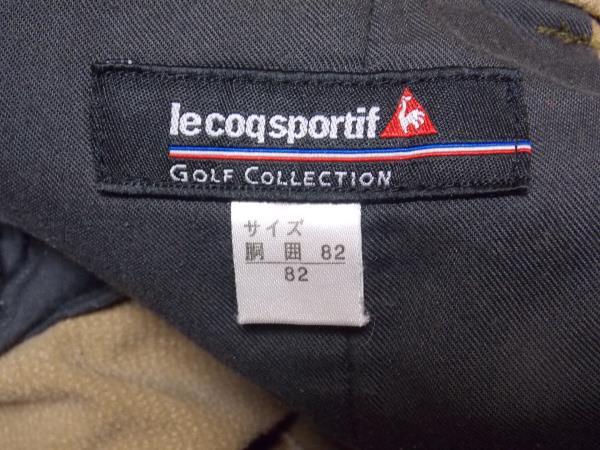 lecoqsportif
GOLF COLLECTION
サイズ
胴囲 82
82